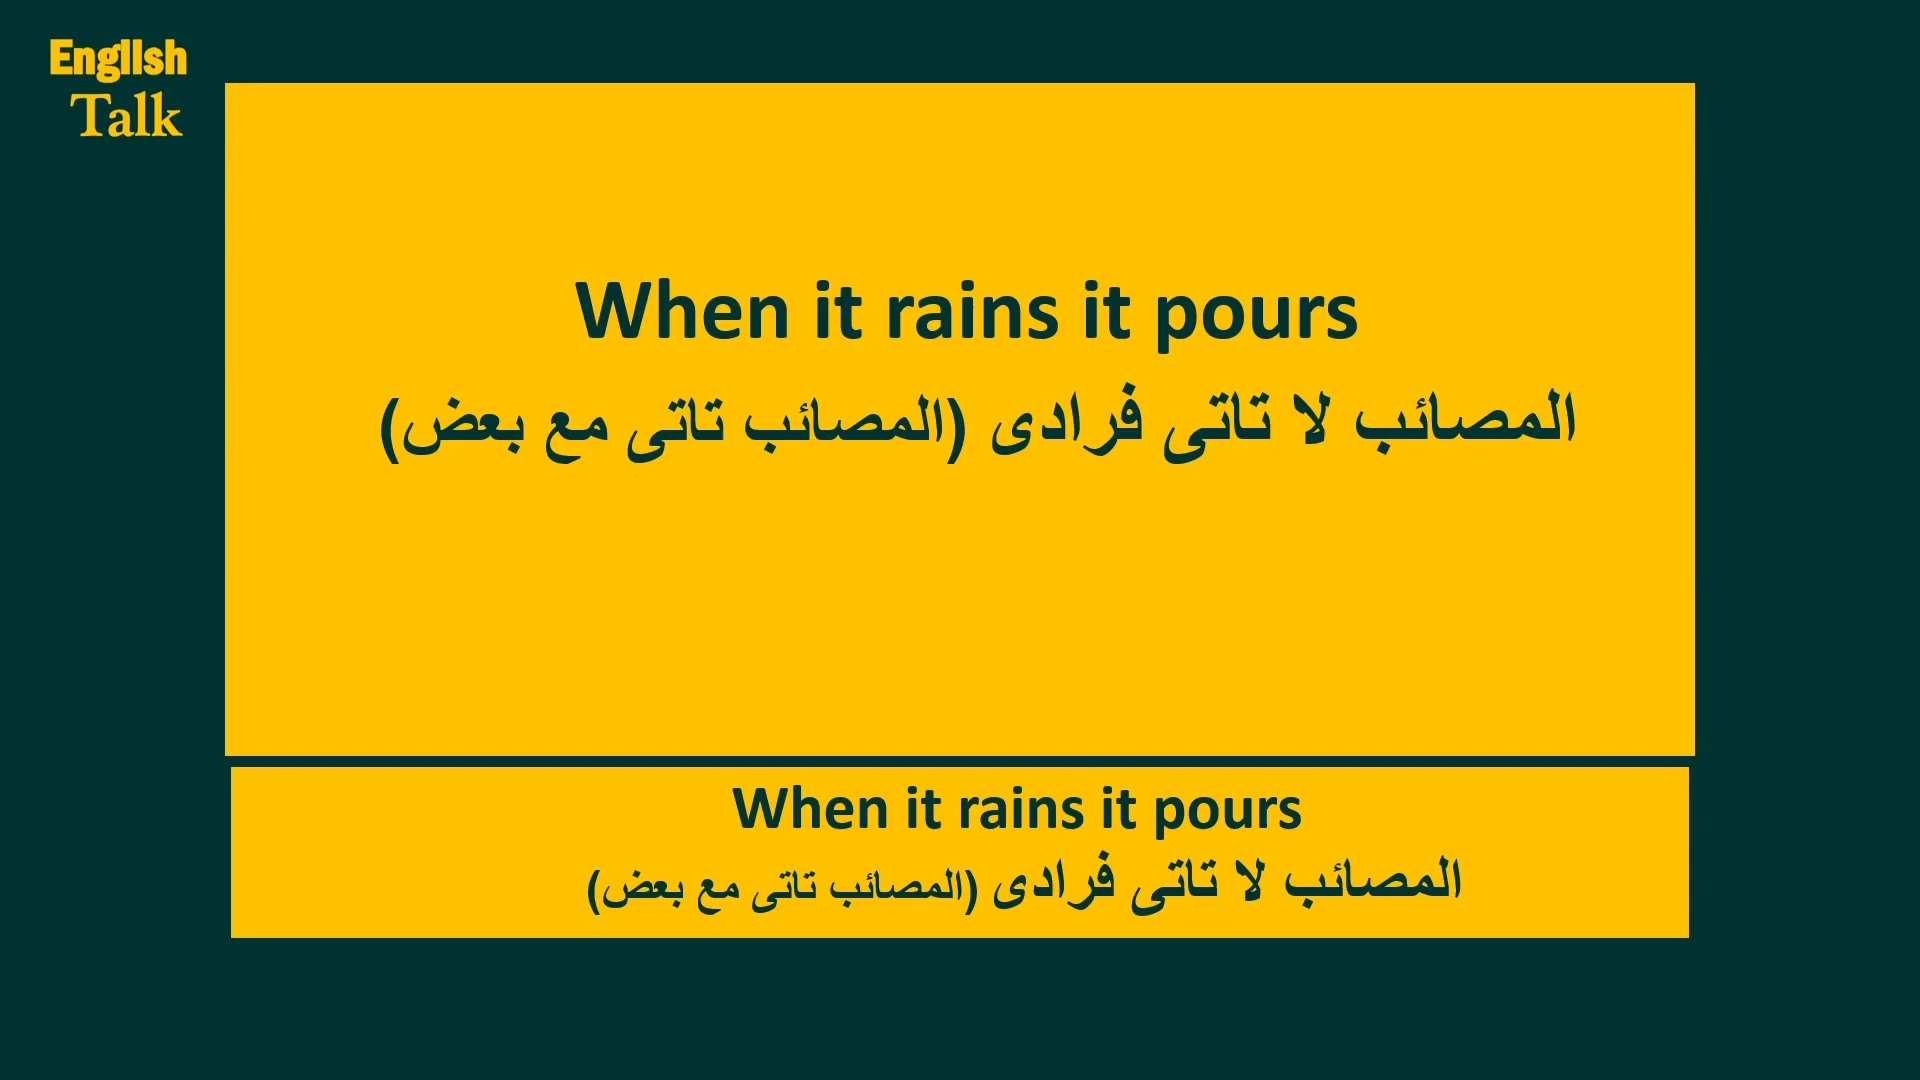 English
Talk
When it rains it pours
المصائب لا تاتى فرادى (المصائب تاتى مع بعض)
When it rains it pours
المصائب لا تاتى فرادى (المصائب تاتى مع بعض)